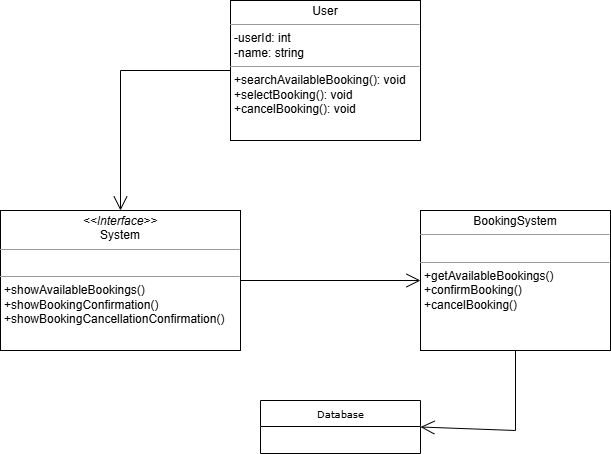 User
-userId: int
-name: string
+searchAvailableBooking(): void
+selectBooking(): void
+cancelBooking(): void
<<Interface>>
System
+showAvailableBookings()
+showBookingConfirmation()
+showBookingCancellationConfirmation()
BookingSystem
+getAvailableBookings()
+confirmBooking()
+cancelBooking()
Database